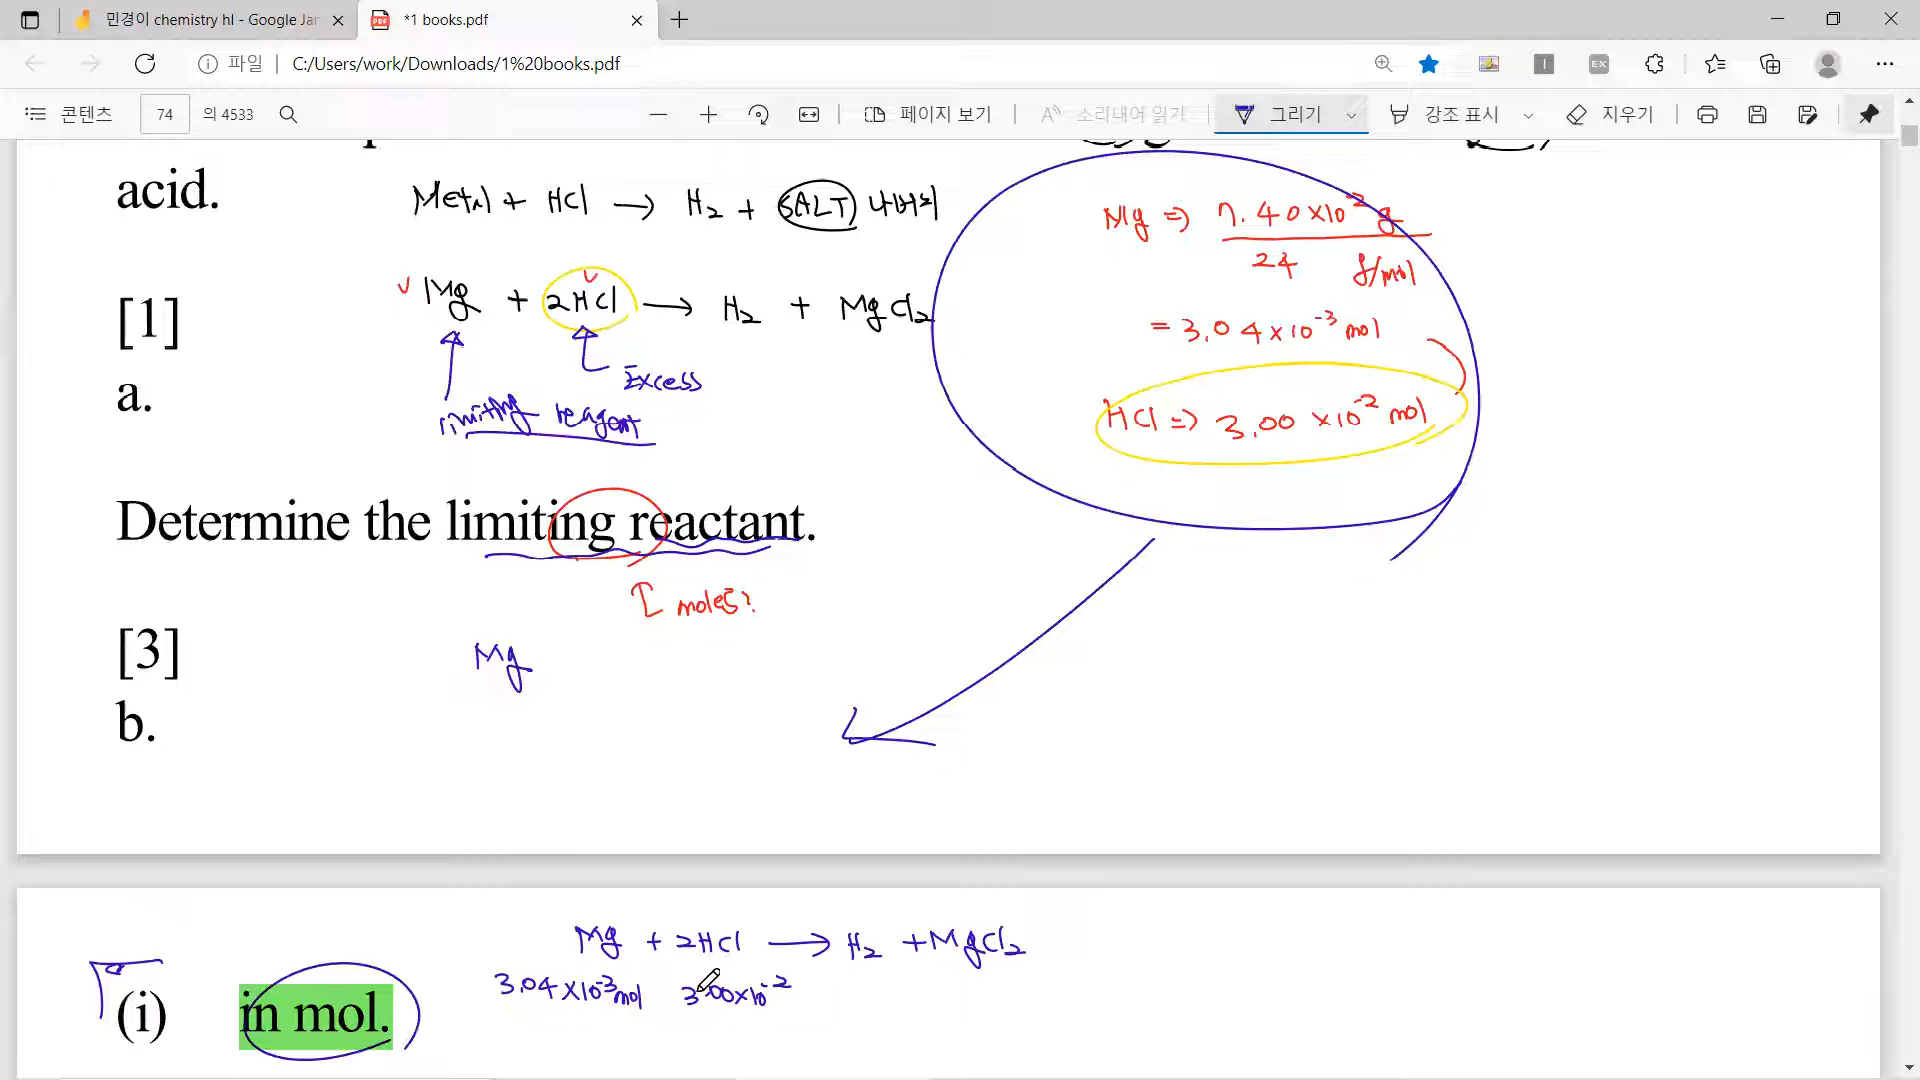 민경이 chemistry hl - Google Jar
*1 books.pdf
파일
C:/Users/work/Downloads/1%20books.pdf
콘텐츠
74
의 4533
페이지 보기
소리내어 읽기
그리기
강조 표시
지우기
acid.
Metal + HCl → H2 + SALT
Mg ⇒ 7.40×10-2 g
24 g/mol
[1]
Mg + 2HCl → H2 + MgCl2
= 3.04×10-3 mol
Excess
a.
limiting reagent
HCl ⇒ 3.00 ×10-2 mol
Determine the limiting reactant.
moles?
[3]
Mg
b.
Mg + 2HCl → H2 + MgCl2
3.04×10-3 mol 3.00×10-2
(i) in mol.